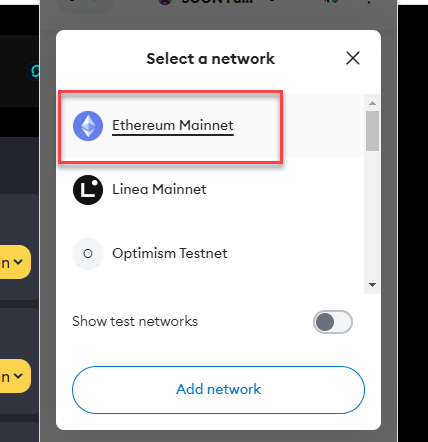 Select a network
Ethereum Mainnet
L
Linea Mainnet
O
Optimism Testnet
Show test networks
Add network